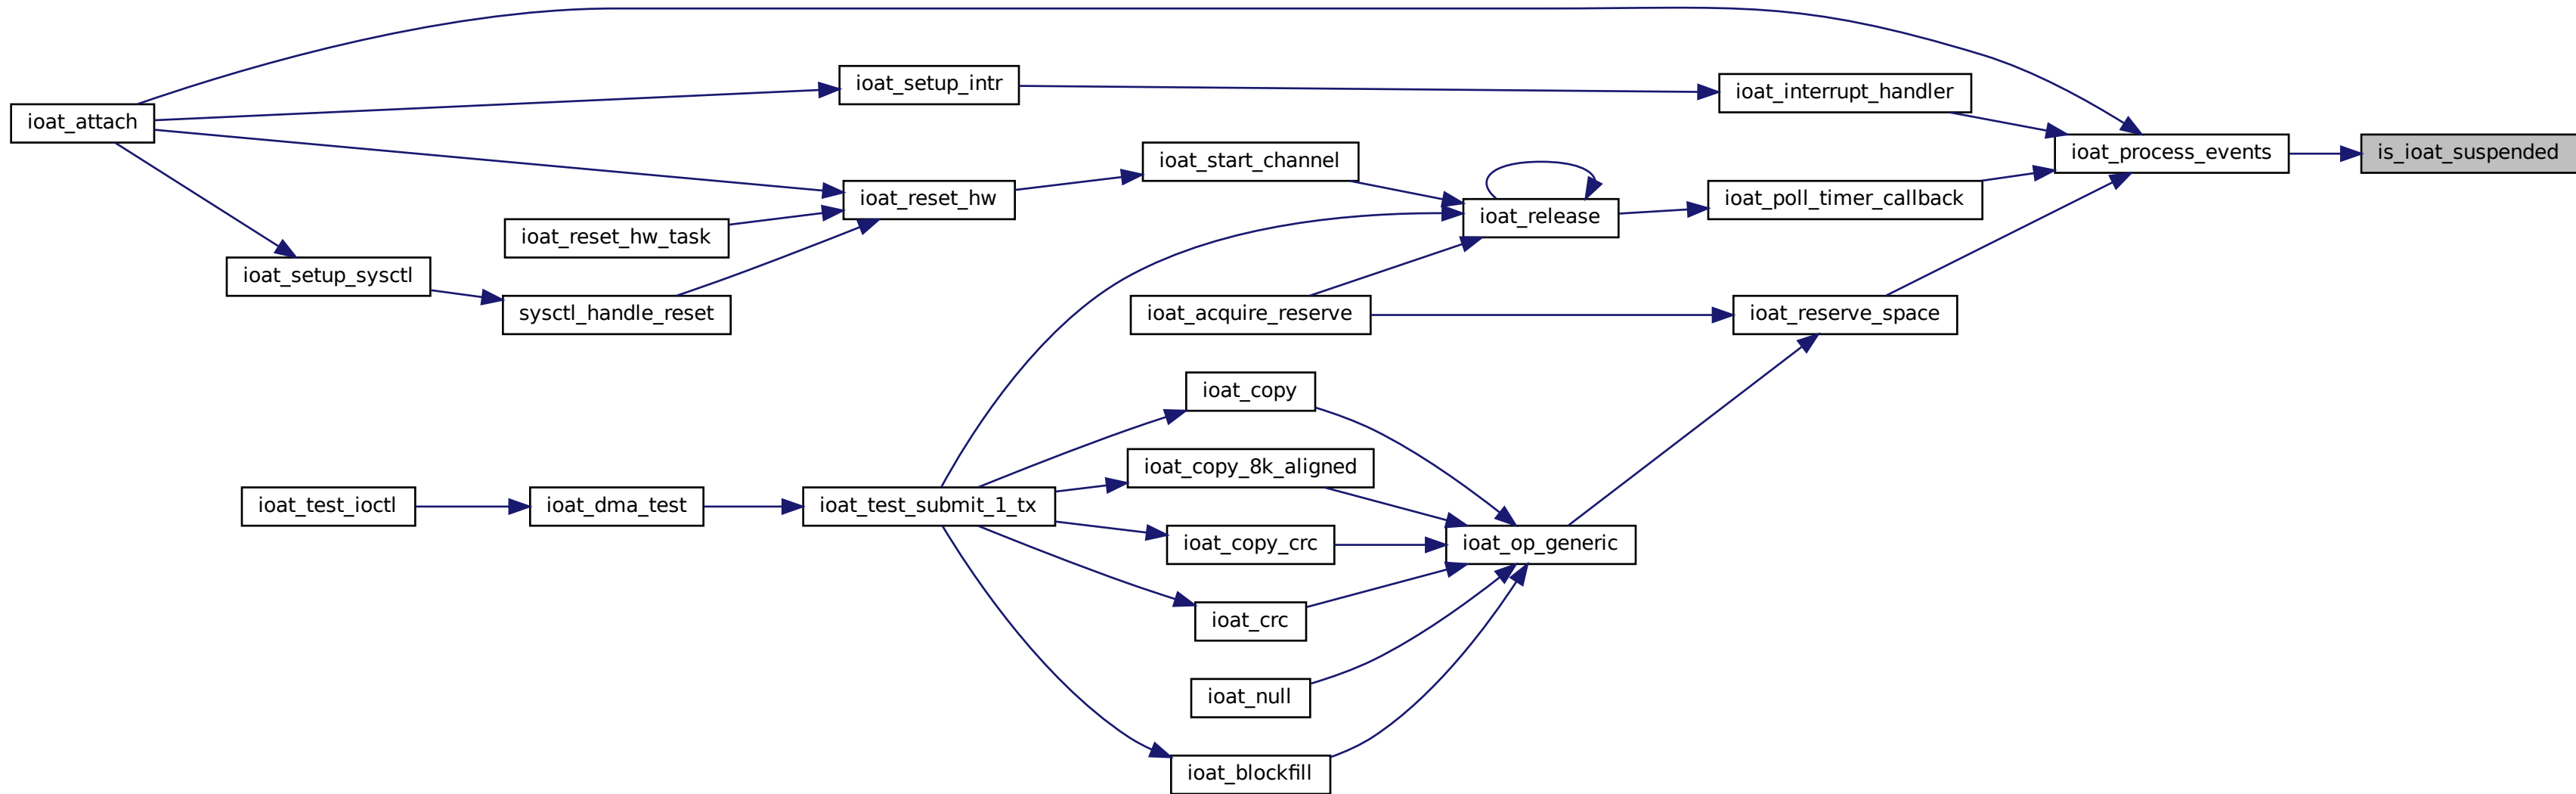 ioat_setup_intr
ioat_interrupt_handler
ioat_attach
ioat_start_channel
ioat_process_events
is_ioat_suspended
ioat_reset_hw
ioat_release
ioat_poll_timer_callback
ioat_reset_hw_task
ioat_setup_sysctl
sysctl_handle_reset
ioat_acquire_reserve
ioat_reserve_space
ioat_copy
ioat_copy_8k_aligned
ioat_test_ioctl
ioat_dma_test
ioat_test_submit_1_tx
ioat_copy_crc
ioat_op_generic
ioat_crc
ioat_null
ioat_blockfill